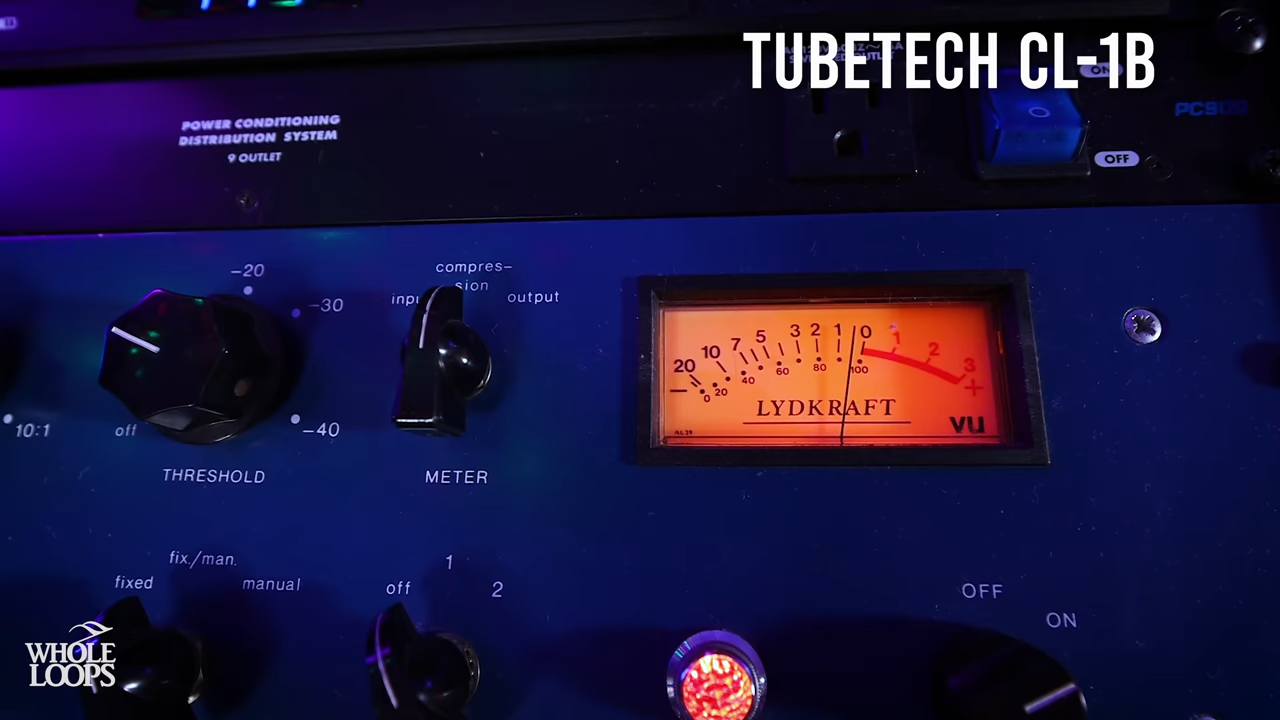 TUBETECH CL-1B
ON
POWER CONDITIONING
DISTRIBUTION SYSTEM
9 OUTLET
OFF
-20
-30
-40
off
10:1
THRESHOLD
compres-
sion
output
METER
20 10 7 5 3 2 1 0 1 2 3
- 0 20 40 60 80 100 +
LYDKRAFT
VU
fix./man.
fixed
manual
off
1
2
OFF
ON
WHOLE
LOOPS